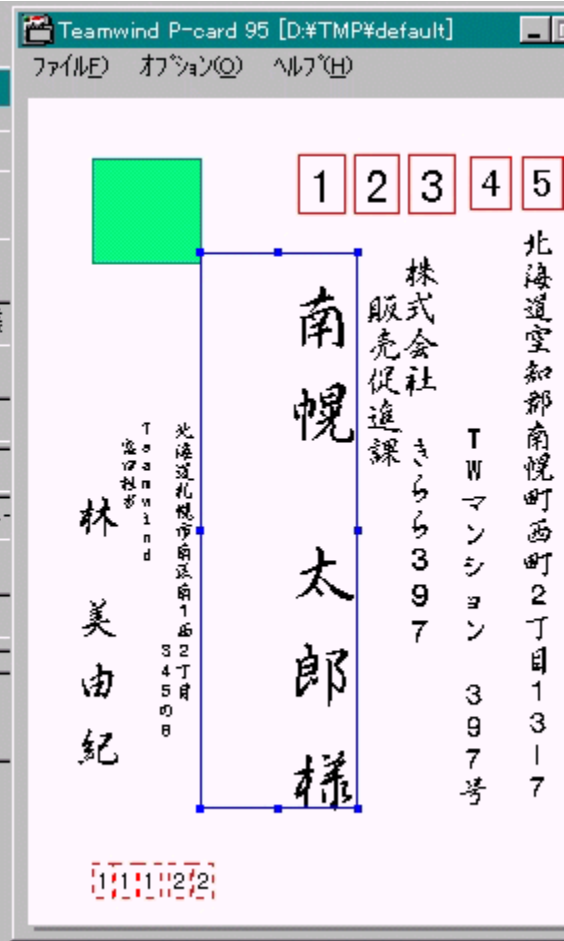 Teamwind P-card 95 [D:¥TMP¥default]
ファイル(F) オプション(O) ヘルプ(H)
1 2 3 4 5
北海道空知郡南幌町西町2丁目13ー7
TWマンション 397号
株式会社 きらら397
販売促進課
南幌 太郎 様
北海道札幌市南区南1西2丁目
345の8
Teamwind
窓口担当
林 美由紀
1 1 1 2 2